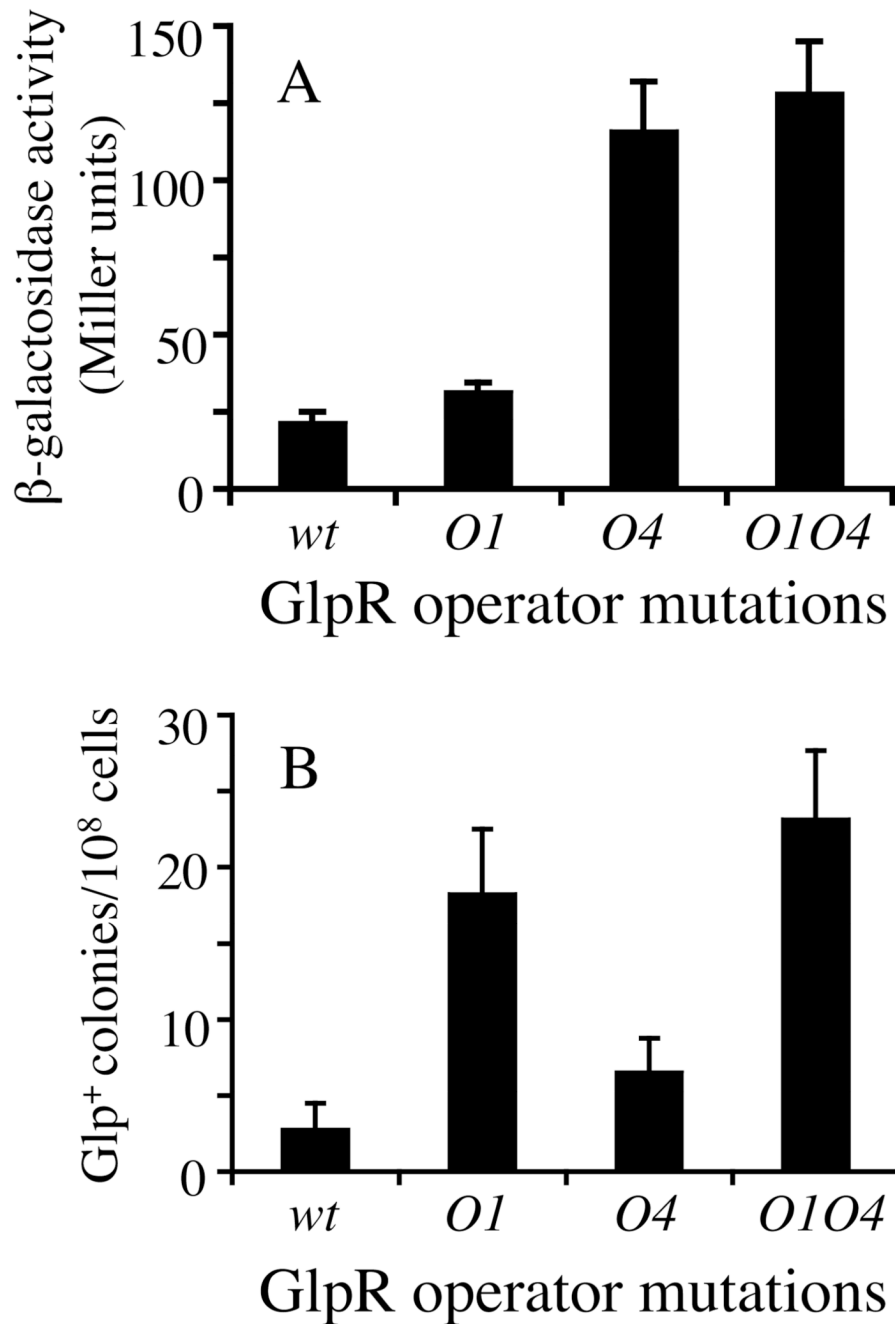 A
β-galactosidase activity
(Miller units)
150
100
50
0
wt O1 O4 O1O4
GlpR operator mutations
B
Glp⁺ colonies/10⁸ cells
30
20
10
0
wt O1 O4 O1O4
GlpR operator mutations